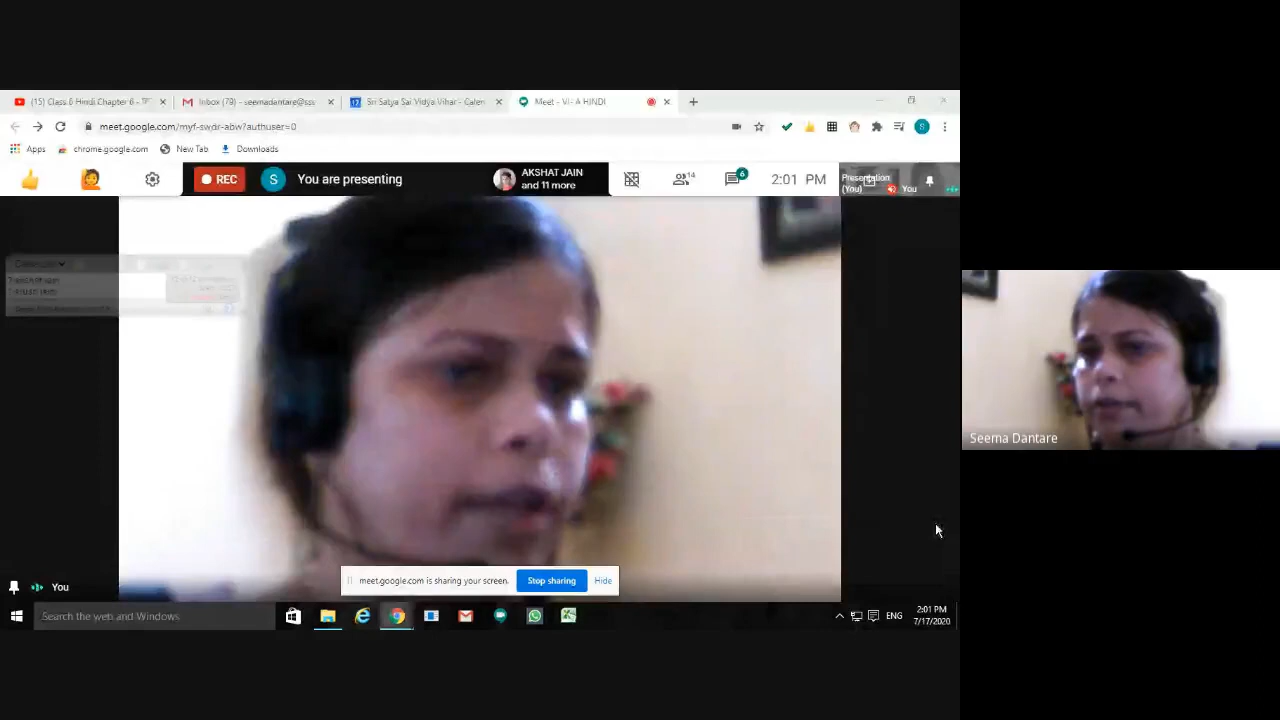 (15) Class 6 Hindi Chapter 6 -
Inbox (79) - seemadantare@sss
Sri Satya Sai Vidya Vihar - Calen
Meet - VI- A HINDI
meet.google.com/myf-swdr-abw?authuser=0
Apps
chrome.google.com
New Tab
Downloads
REC
S
You are presenting
AKSHAT JAIN
and 11 more
14
6
2:01 PM
Presentation
(You)
You
You
meet.google.com is sharing your screen.
Stop sharing
Hide
Search the web and Windows
ENG
2:01 PM
7/17/2020
Seema Dantare